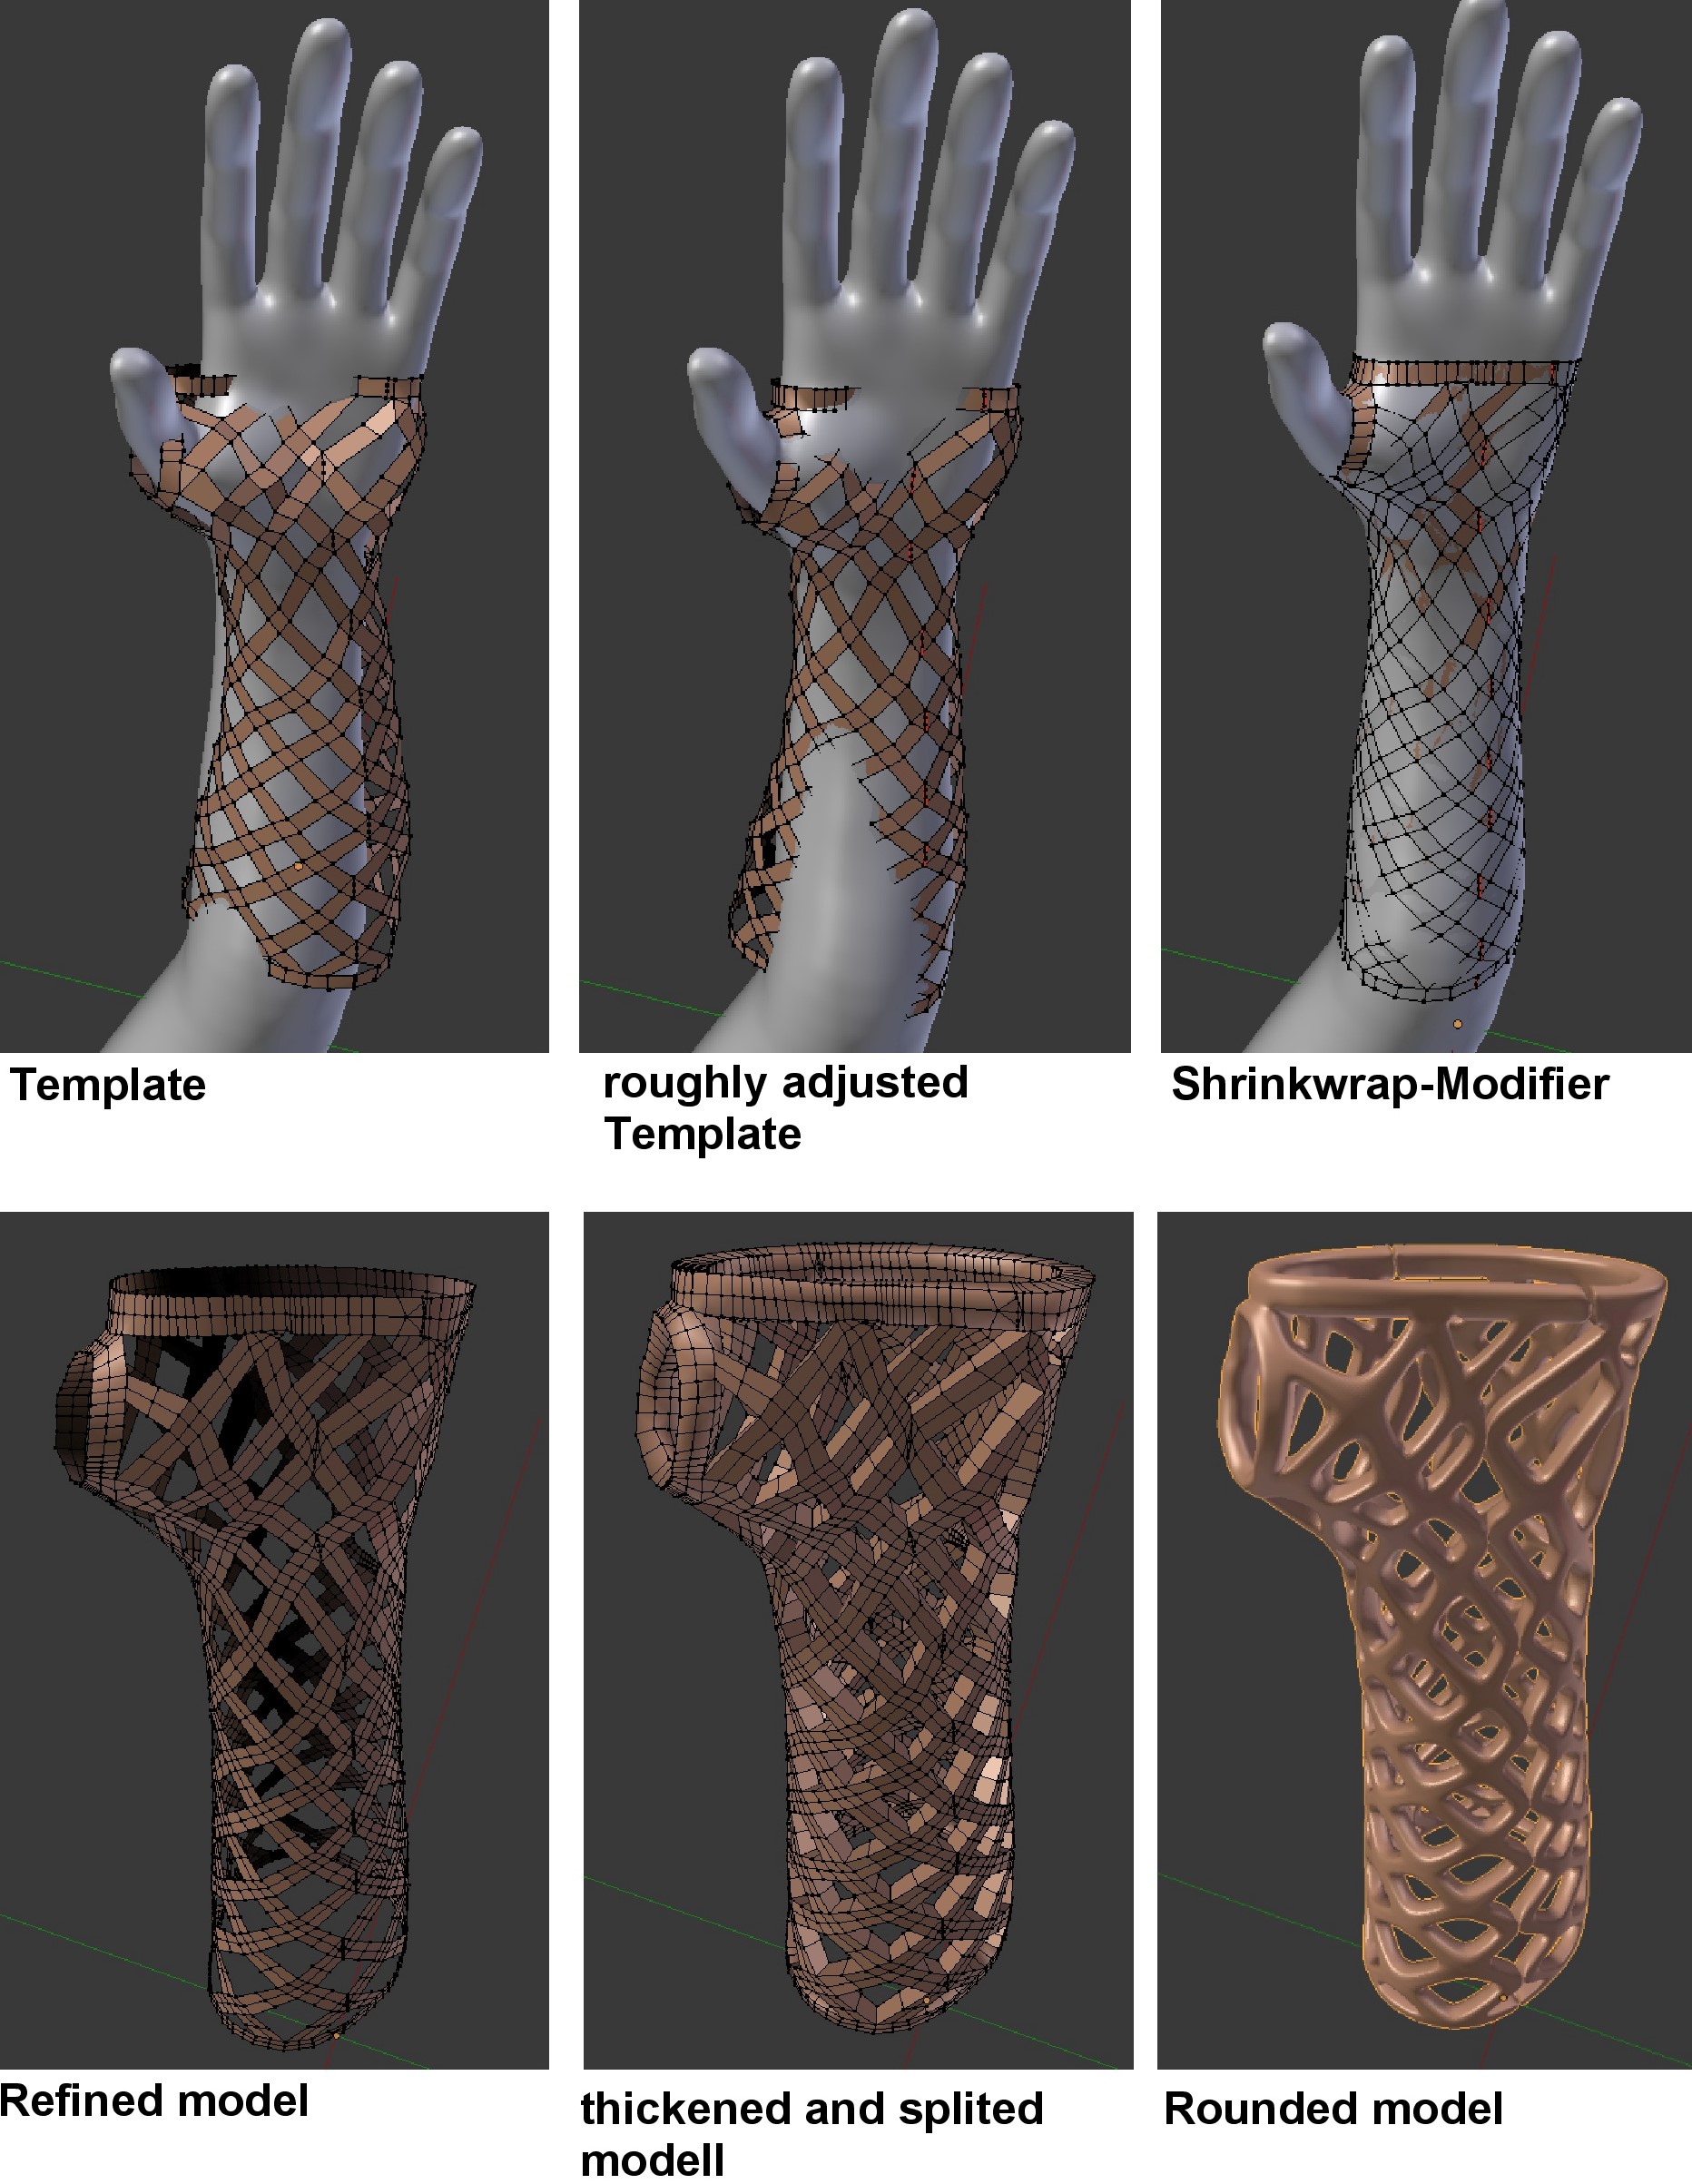 Template
roughly adjusted
Template
Shrinkwrap-Modifier
Refined model
thickened and splited
modell
Rounded model